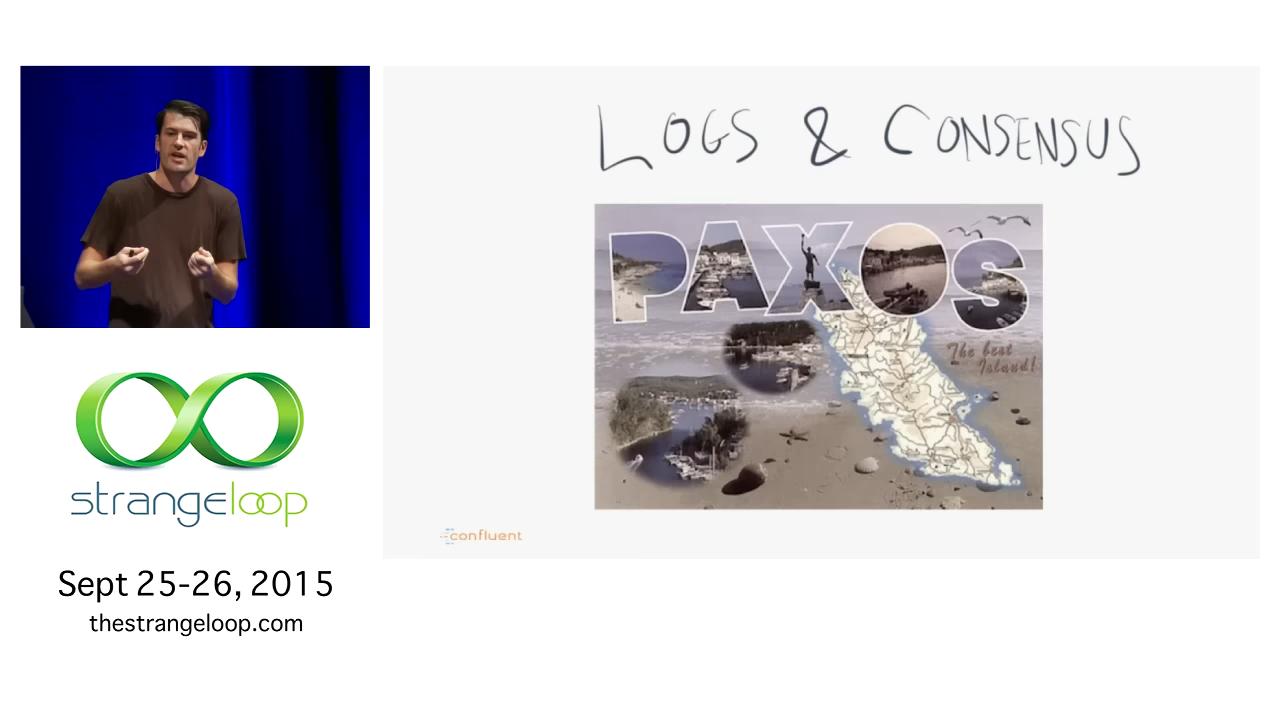 LOGS & CONSENSUS
PAXOS
The best
Island!
confluent
strangeloop
Sept 25-26, 2015
thestrangeloop.com